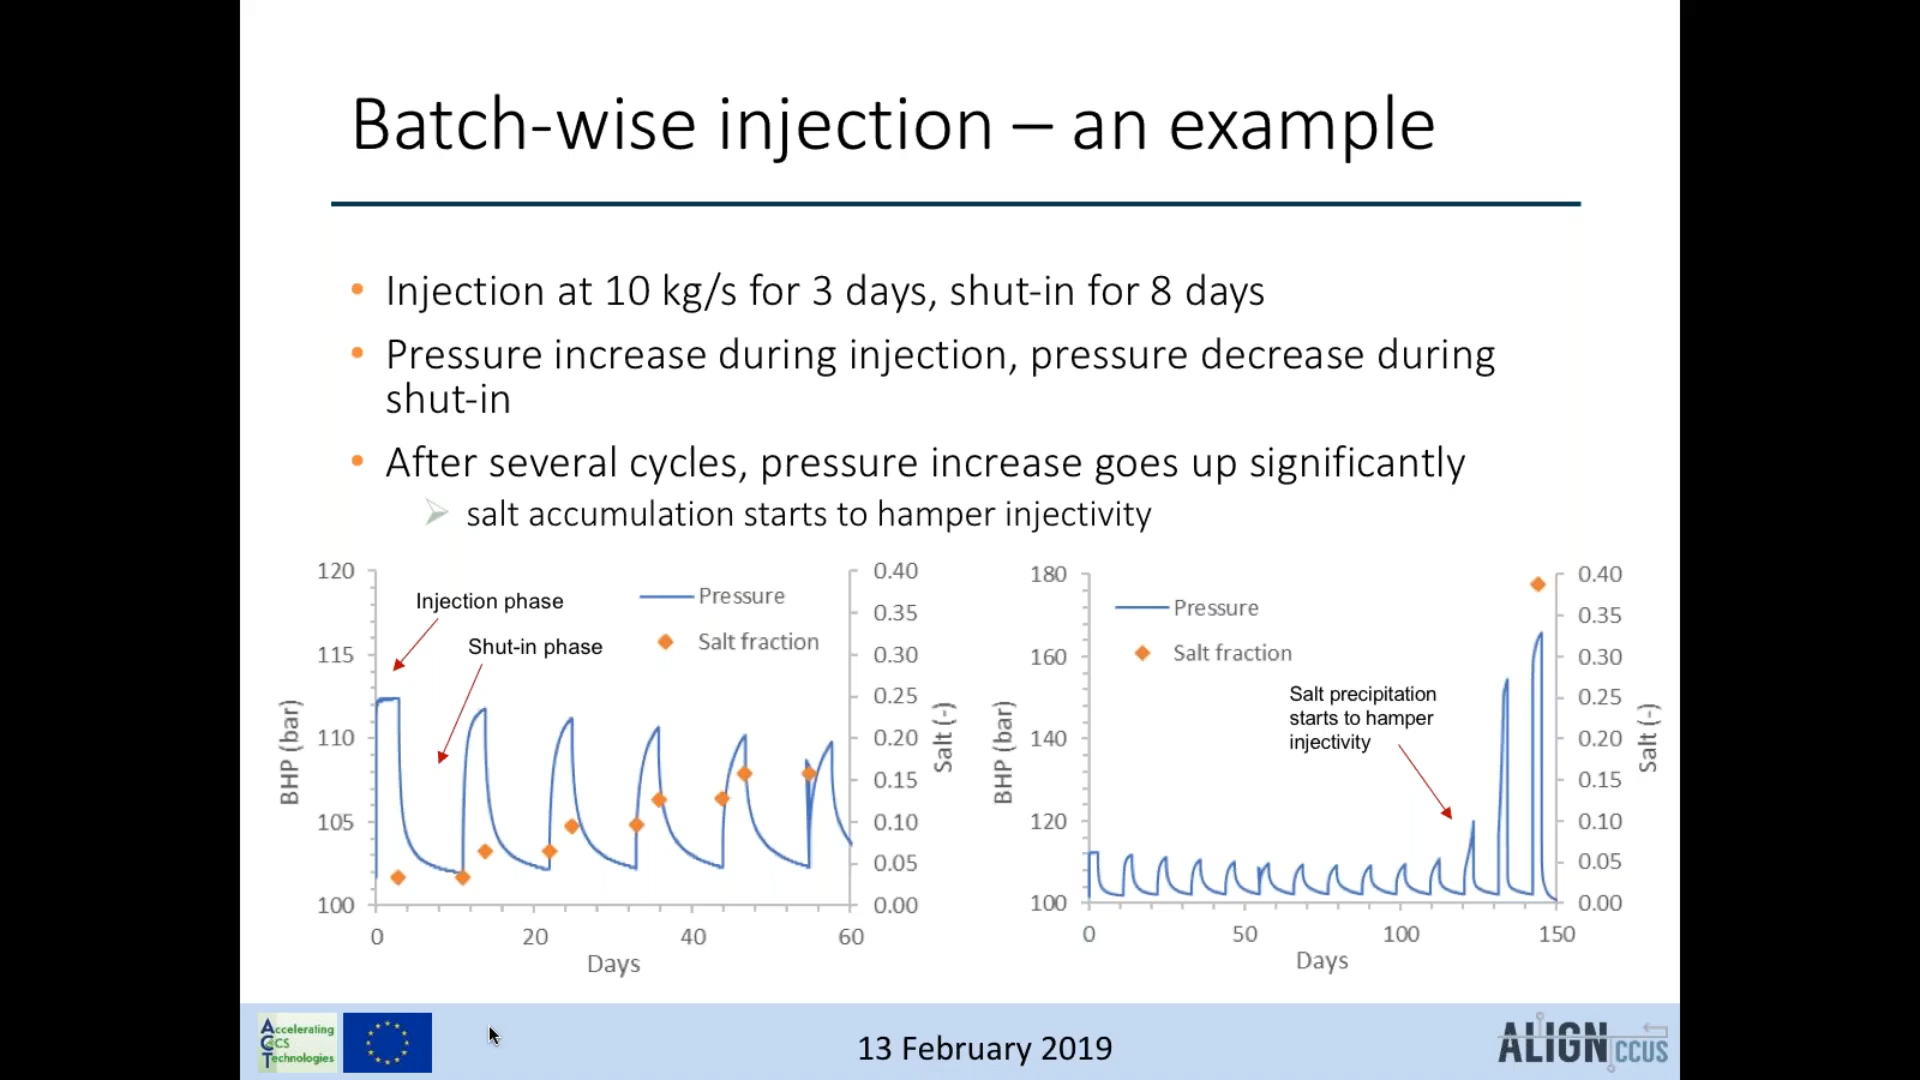 Batch-wise injection – an example
• Injection at 10 kg/s for 3 days, shut-in for 8 days
• Pressure increase during injection, pressure decrease during
shut-in
• After several cycles, pressure increase goes up significantly
salt accumulation starts to hamper injectivity
120
115
110
105
100
BHP (bar)
Injection phase
Shut-in phase
Pressure
Salt fraction
0.40
0.35
0.30
0.25
0.20
0.15
0.10
0.05
0.00
Salt (-)
0 20 40 60
Days
180
160
140
120
100
BHP (bar)
Pressure
Salt fraction
Salt precipitation
starts to hamper
injectivity
0.40
0.35
0.30
0.25
0.20
0.15
0.10
0.05
0.00
Salt (-)
0 50 100 150
Days
Accelerating
CCS
Technologies
13 February 2019
ALIGN CCUS